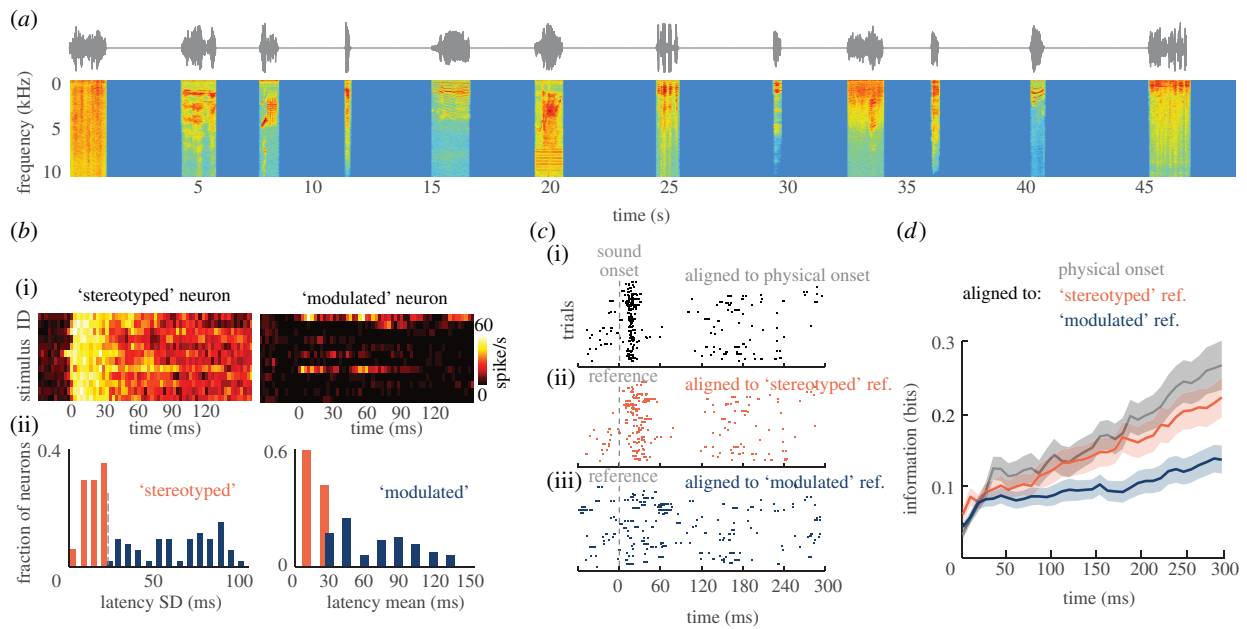 (a)
frequency (kHz)
0
5
10
5 10 15 20 25 30 35 40 45
time (s)
(b)
(i)
'stereotyped' neuron
'modulated' neuron
stimulus ID
0 30 60 90 120
time (ms)
0 30 60 90 120
time (ms)
60
0
spike/s
(ii)
fraction of neurons
0.4
0
'stereotyped'
50 100
latency SD (ms)
0.6
0
'modulated'
0 30 60 90 120 150
latency mean (ms)
(c)
(i)
sound
onset
aligned to physical onset
trials
(ii)
reference
aligned to 'stereotyped' ref.
(iii)
reference
aligned to 'modulated' ref.
0 60 120 180 240 300
time (ms)
(d)
aligned to:
physical onset
'stereotyped' ref.
'modulated' ref.
information (bits)
0.3
0.2
0.1
0 50 100 150 200 250 300
time (ms)